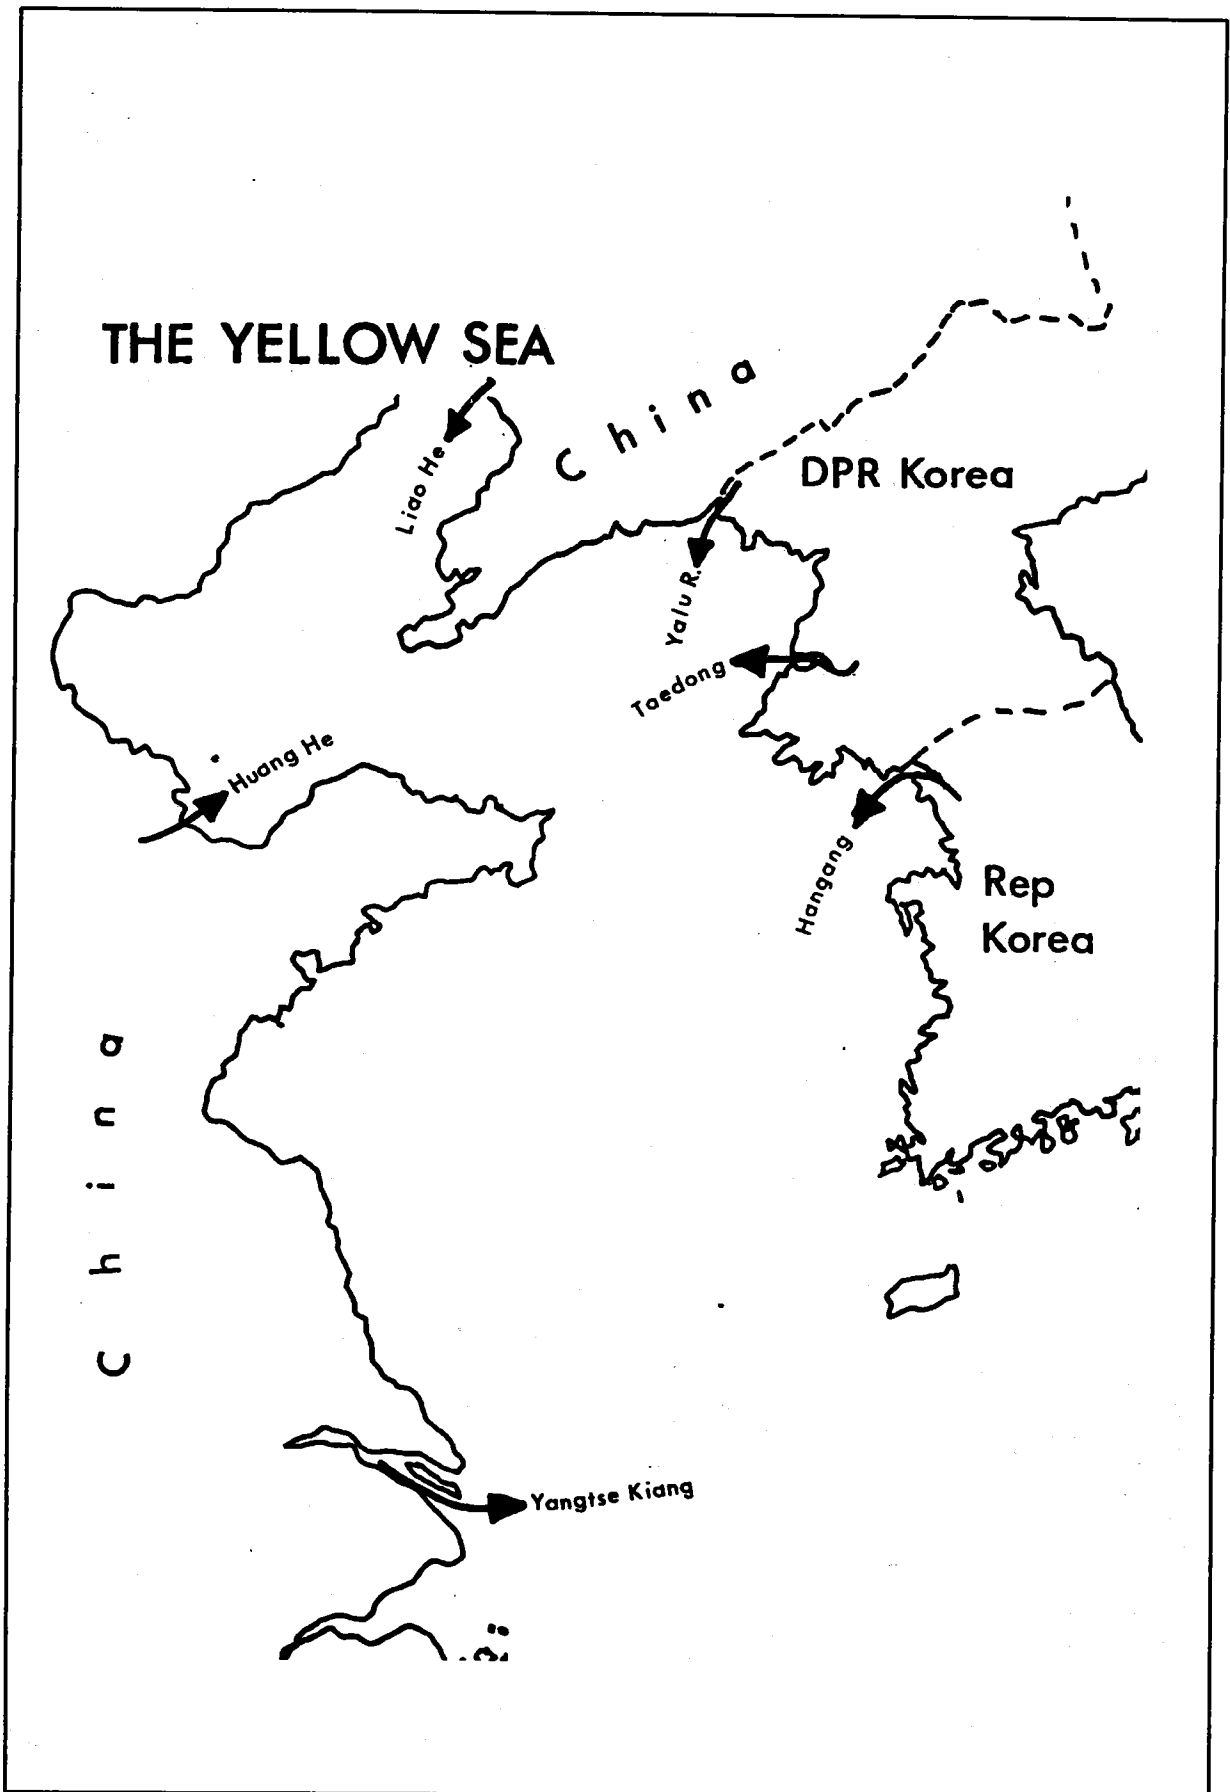 THE YELLOW SEA
China
Liao He
DPR Korea
Yalu R.
Taedong
Huang He
Hangang
Rep
Korea
China
Yangtse Kiang